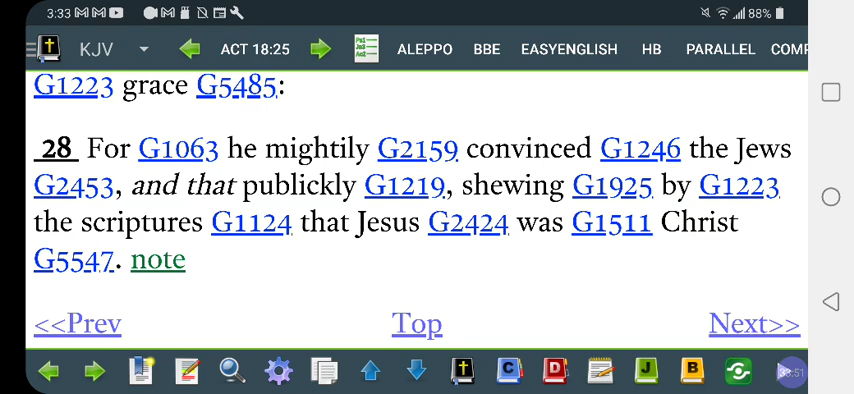 3:33 88%
KJV ACT 18:25 ALEPPO BBE EASYENGLISH HB PARALLEL COMP
G1223 grace G5485:
28 For G1063 he mightily G2159 convinced G1246 the Jews
G2453, and that publickly G1219, shewing G1925 by G1223
the scriptures G1124 that Jesus G2424 was G1511 Christ
G5547. note
<<Prev Top Next>>
C D J B